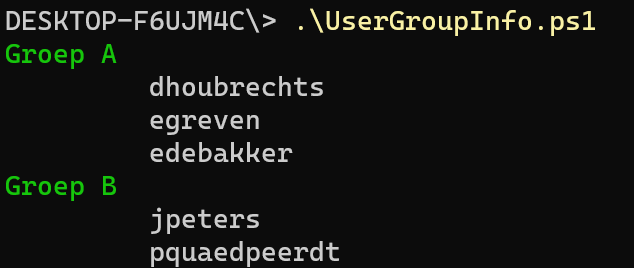 DESKTOP-F6UJM4C\> .\UserGroupInfo.ps1
Groep A
dhoubrechts
egreven
edebakker
Groep B
jpeters
pquaedpeerdt